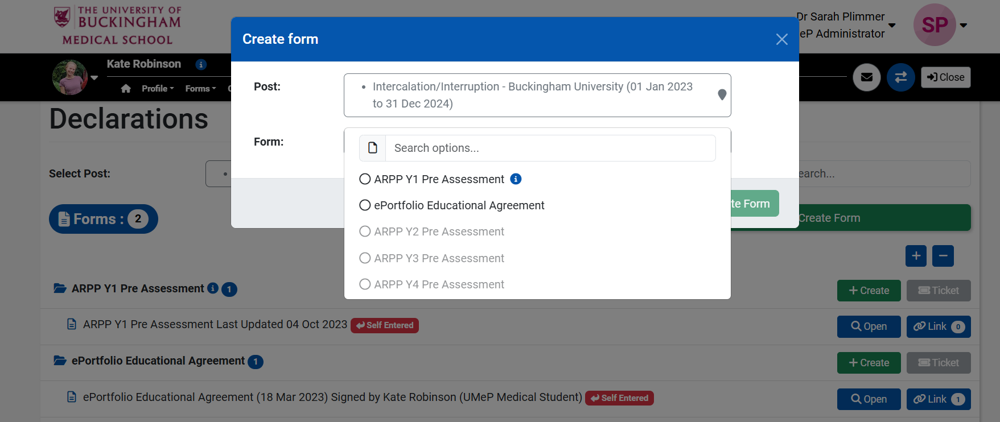 THE UNIVERSITY OF
BUCKINGHAM
MEDICAL SCHOOL
Dr Sarah Plimmer
eP Administrator
SP
Create form
Kate Robinson
Profile
Forms
Close
Post:
Intercalation/Interruption - Buckingham University (01 Jan 2023
to 31 Dec 2024)
Declarations
Form:
Search options...
Select Post:
earch...
ARPP Y1 Pre Assessment
ePortfolio Educational Agreement
te Form
Forms : 2
Create Form
ARPP Y2 Pre Assessment
ARPP Y3 Pre Assessment
ARPP Y4 Pre Assessment
ARPP Y1 Pre Assessment 1
+ Create
Ticket
ARPP Y1 Pre Assessment Last Updated 04 Oct 2023 Self Entered
Open
Link 0
ePortfolio Educational Agreement 1
+ Create
Ticket
ePortfolio Educational Agreement (18 Mar 2023) Signed by Kate Robinson (UMeP Medical Student) Self Entered
Open
Link 1